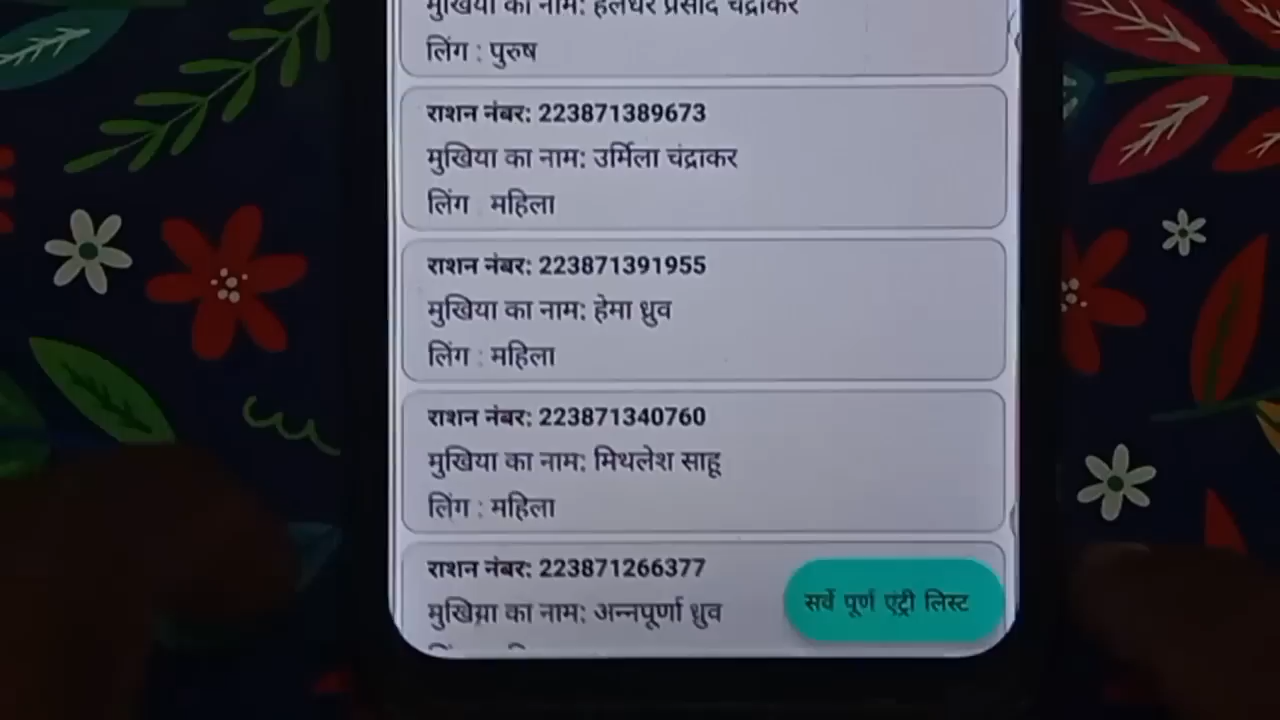 मुखिया का नाम: हलधर प्रसाद चंद्राकर
लिंग : पुरुष
राशन नंबर: 223871389673
मुखिया का नाम: उर्मिला चंद्राकर
लिंग : महिला
राशन नंबर: 223871391955
मुखिया का नाम: हेमा ध्रुव
लिंग : महिला
राशन नंबर: 223871340760
मुखिया का नाम: मिथलेश साहू
लिंग : महिला
राशन नंबर: 223871266377
मुखिया का नाम: अन्नपूर्णा ध्रुव
सर्वे पूर्ण एंट्री लिस्ट